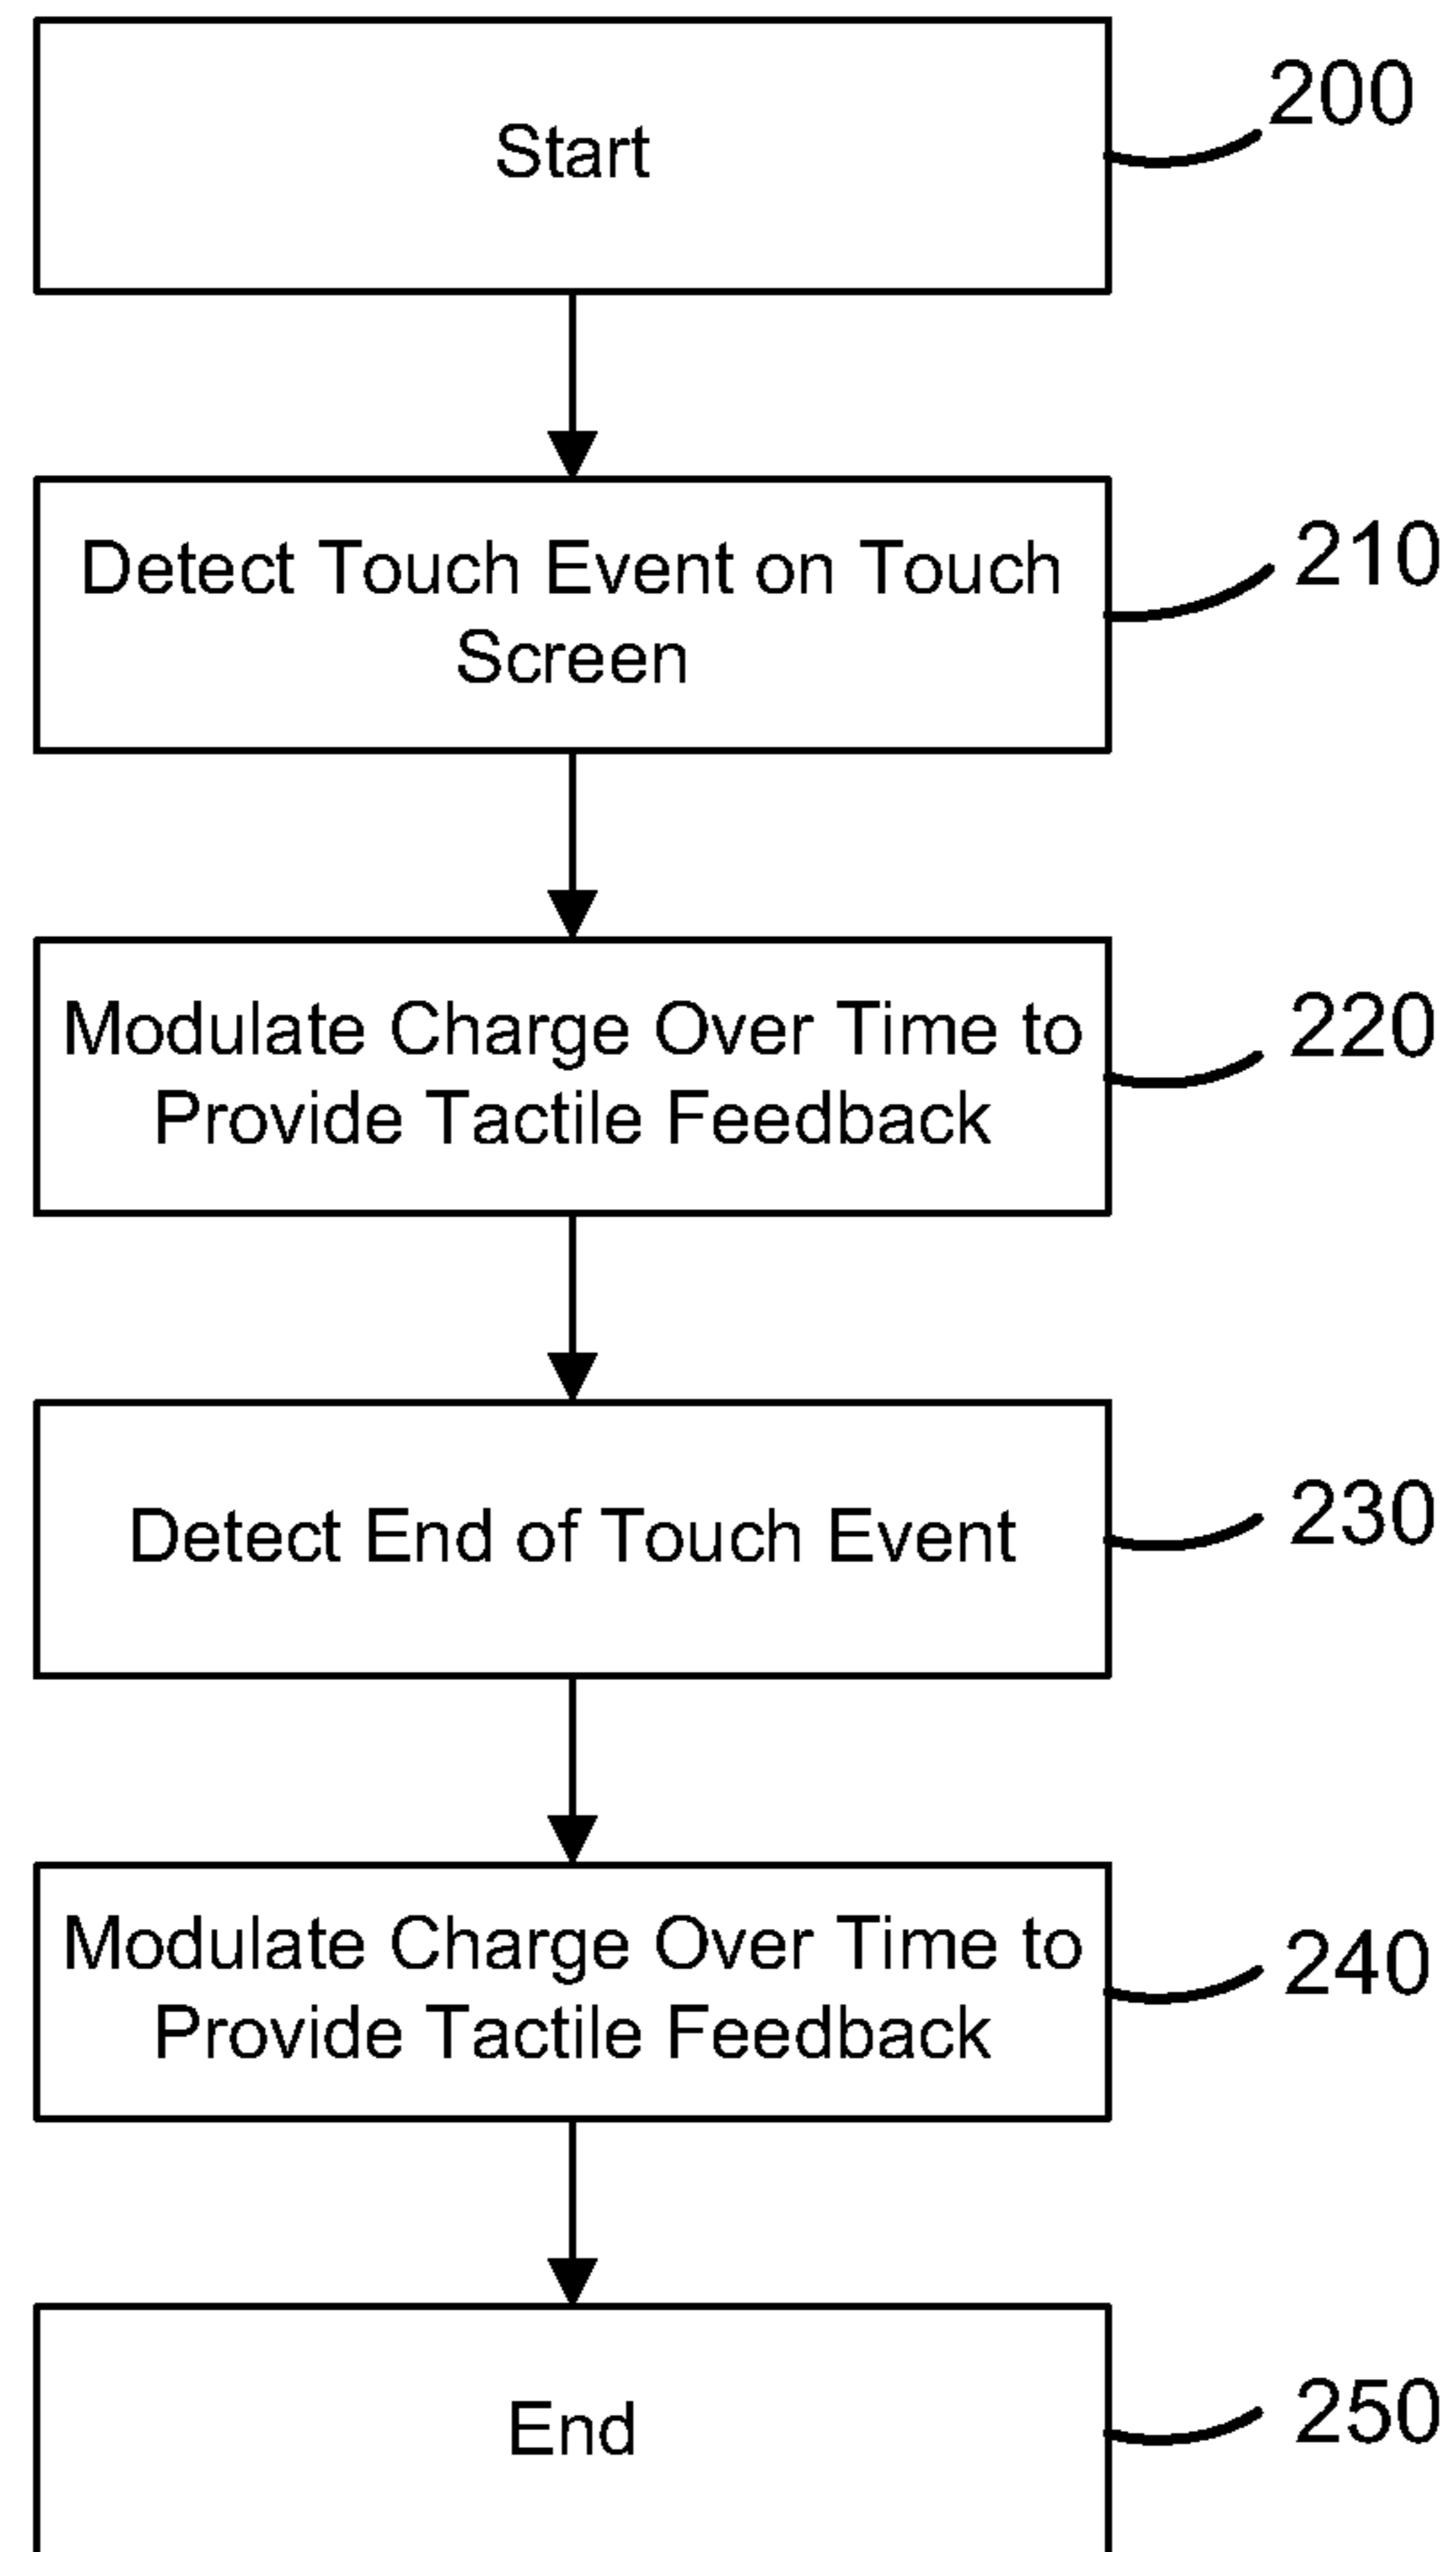 Start
200
Detect Touch Event on Touch
Screen
210
Modulate Charge Over Time to
Provide Tactile Feedback
220
Detect End of Touch Event
230
Modulate Charge Over Time to
Provide Tactile Feedback
240
End
250